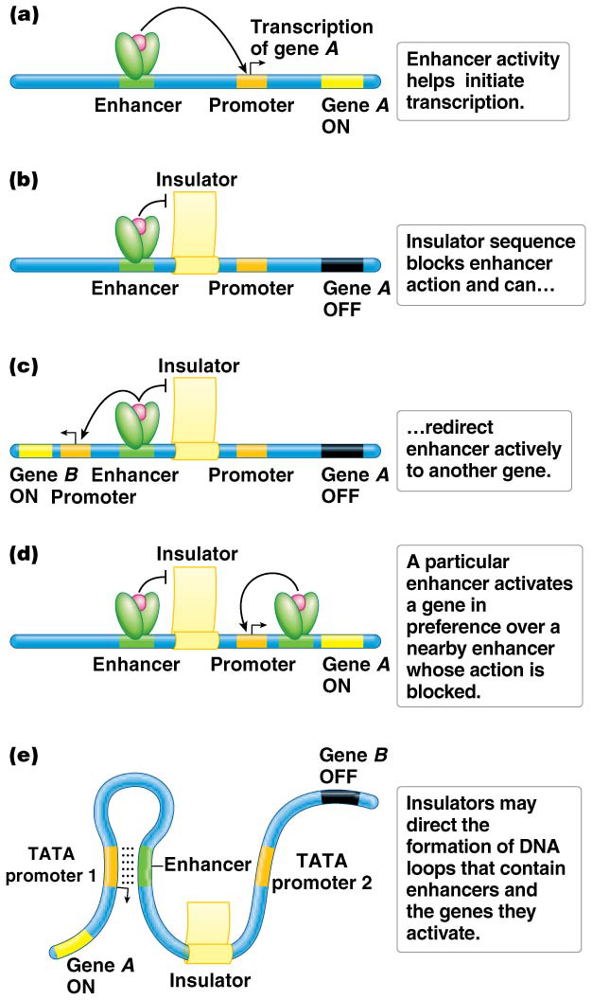 (a)
Transcription
of gene A
Enhancer
Promoter
Gene A
ON
Enhancer activity
helps initiate
transcription.
(b)
Insulator
Enhancer
Promoter
Gene A
OFF
Insulator sequence
blocks enhancer
action and can…
(c)
Insulator
Gene B
ON
Promoter
Enhancer
Promoter
Gene A
OFF
…redirect
enhancer actively
to another gene.
(d)
Insulator
Enhancer
Promoter
Gene A
ON
A particular
enhancer activates
a gene in
preference over a
nearby enhancer
whose action is
blocked.
(e)
Gene B
OFF
TATA
promoter 1
Enhancer
TATA
promoter 2
Gene A
ON
Insulator
Insulators may
direct the
formation of DNA
loops that contain
enhancers and
the genes they
activate.